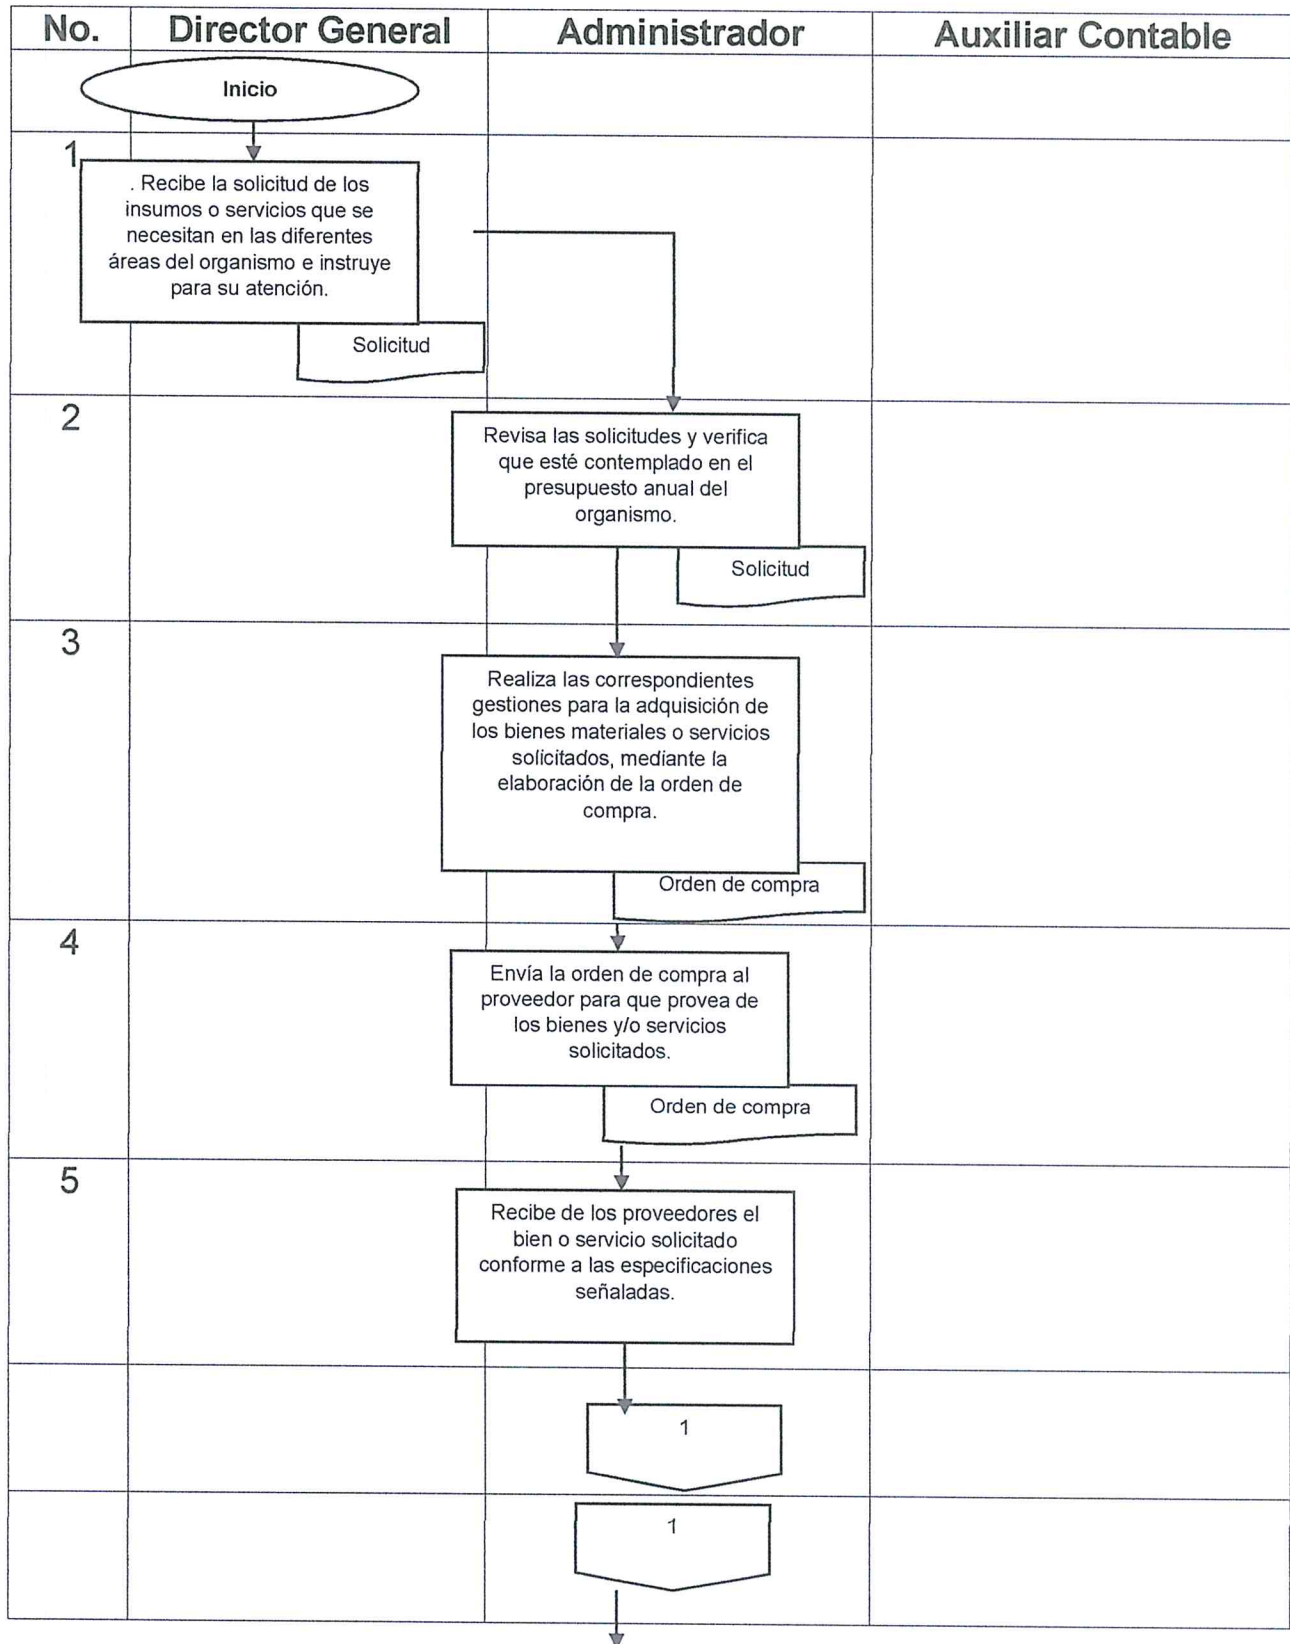 No. Director General Administrador Auxiliar Contable
Inicio
1
. Recibe la solicitud de los
insumos o servicios que se
necesitan en las diferentes
áreas del organismo e instruye
para su atención.
Solicitud
2
Revisa las solicitudes y verifica
que esté contemplado en el
presupuesto anual del
organismo.
Solicitud
3
Realiza las correspondientes
gestiones para la adquisición de
los bienes materiales o servicios
solicitados, mediante la
elaboración de la orden de
compra.
Orden de compra
4
Envía la orden de compra al
proveedor para que provea de
los bienes y/o servicios
solicitados.
Orden de compra
5
Recibe de los proveedores el
bien o servicio solicitado
conforme a las especificaciones
señaladas.
1
1